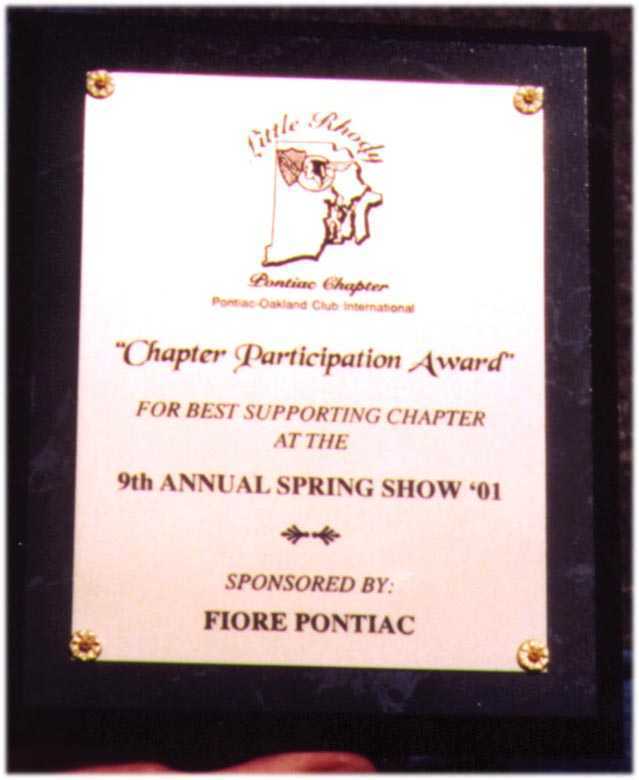 Little Rhody
Pontiac Chapter
Pontiac-Oakland Club International
"Chapter Participation Award"
FOR BEST SUPPORTING CHAPTER
AT THE
9th ANNUAL SPRING SHOW ‘01
SPONSORED BY:
FIORE PONTIAC